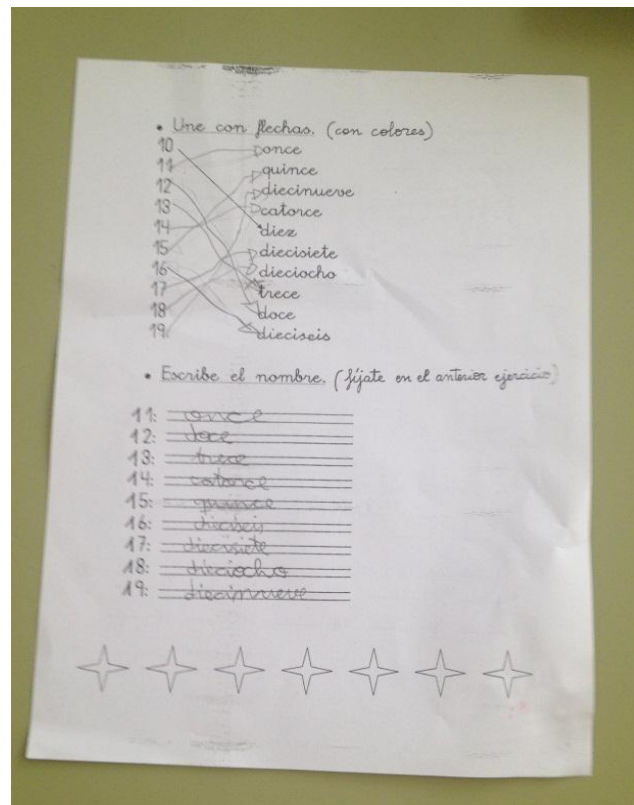 • Une con flechas. (con colores)
10 once
11 quince
12 diecinueve
13 catorce
14 diez
15 diecisiete
16 dieciocho
17 trece
18 doce
19 dieciseis
• Escribe el nombre. (fíjate en el anterior ejercicio)
11: once
12: doce
13: trece
14: catorce
15: quince
16: dieciseis
17: diecisiete
18: dieciocho
19: diecinueve